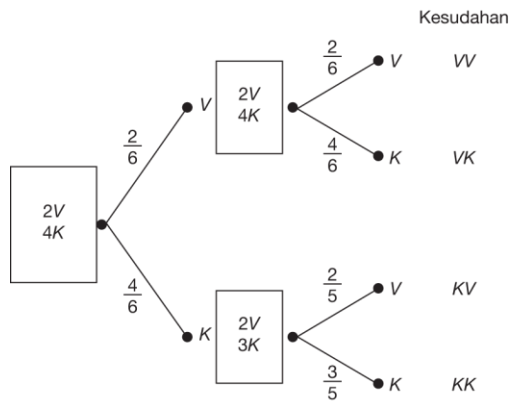 Kesudahan
2/6 V VV
2V
4K
V
2/6
4/6 K VK
2V
4K
4/6
2/5 V KV
K
2V
3K
3/5 K KK